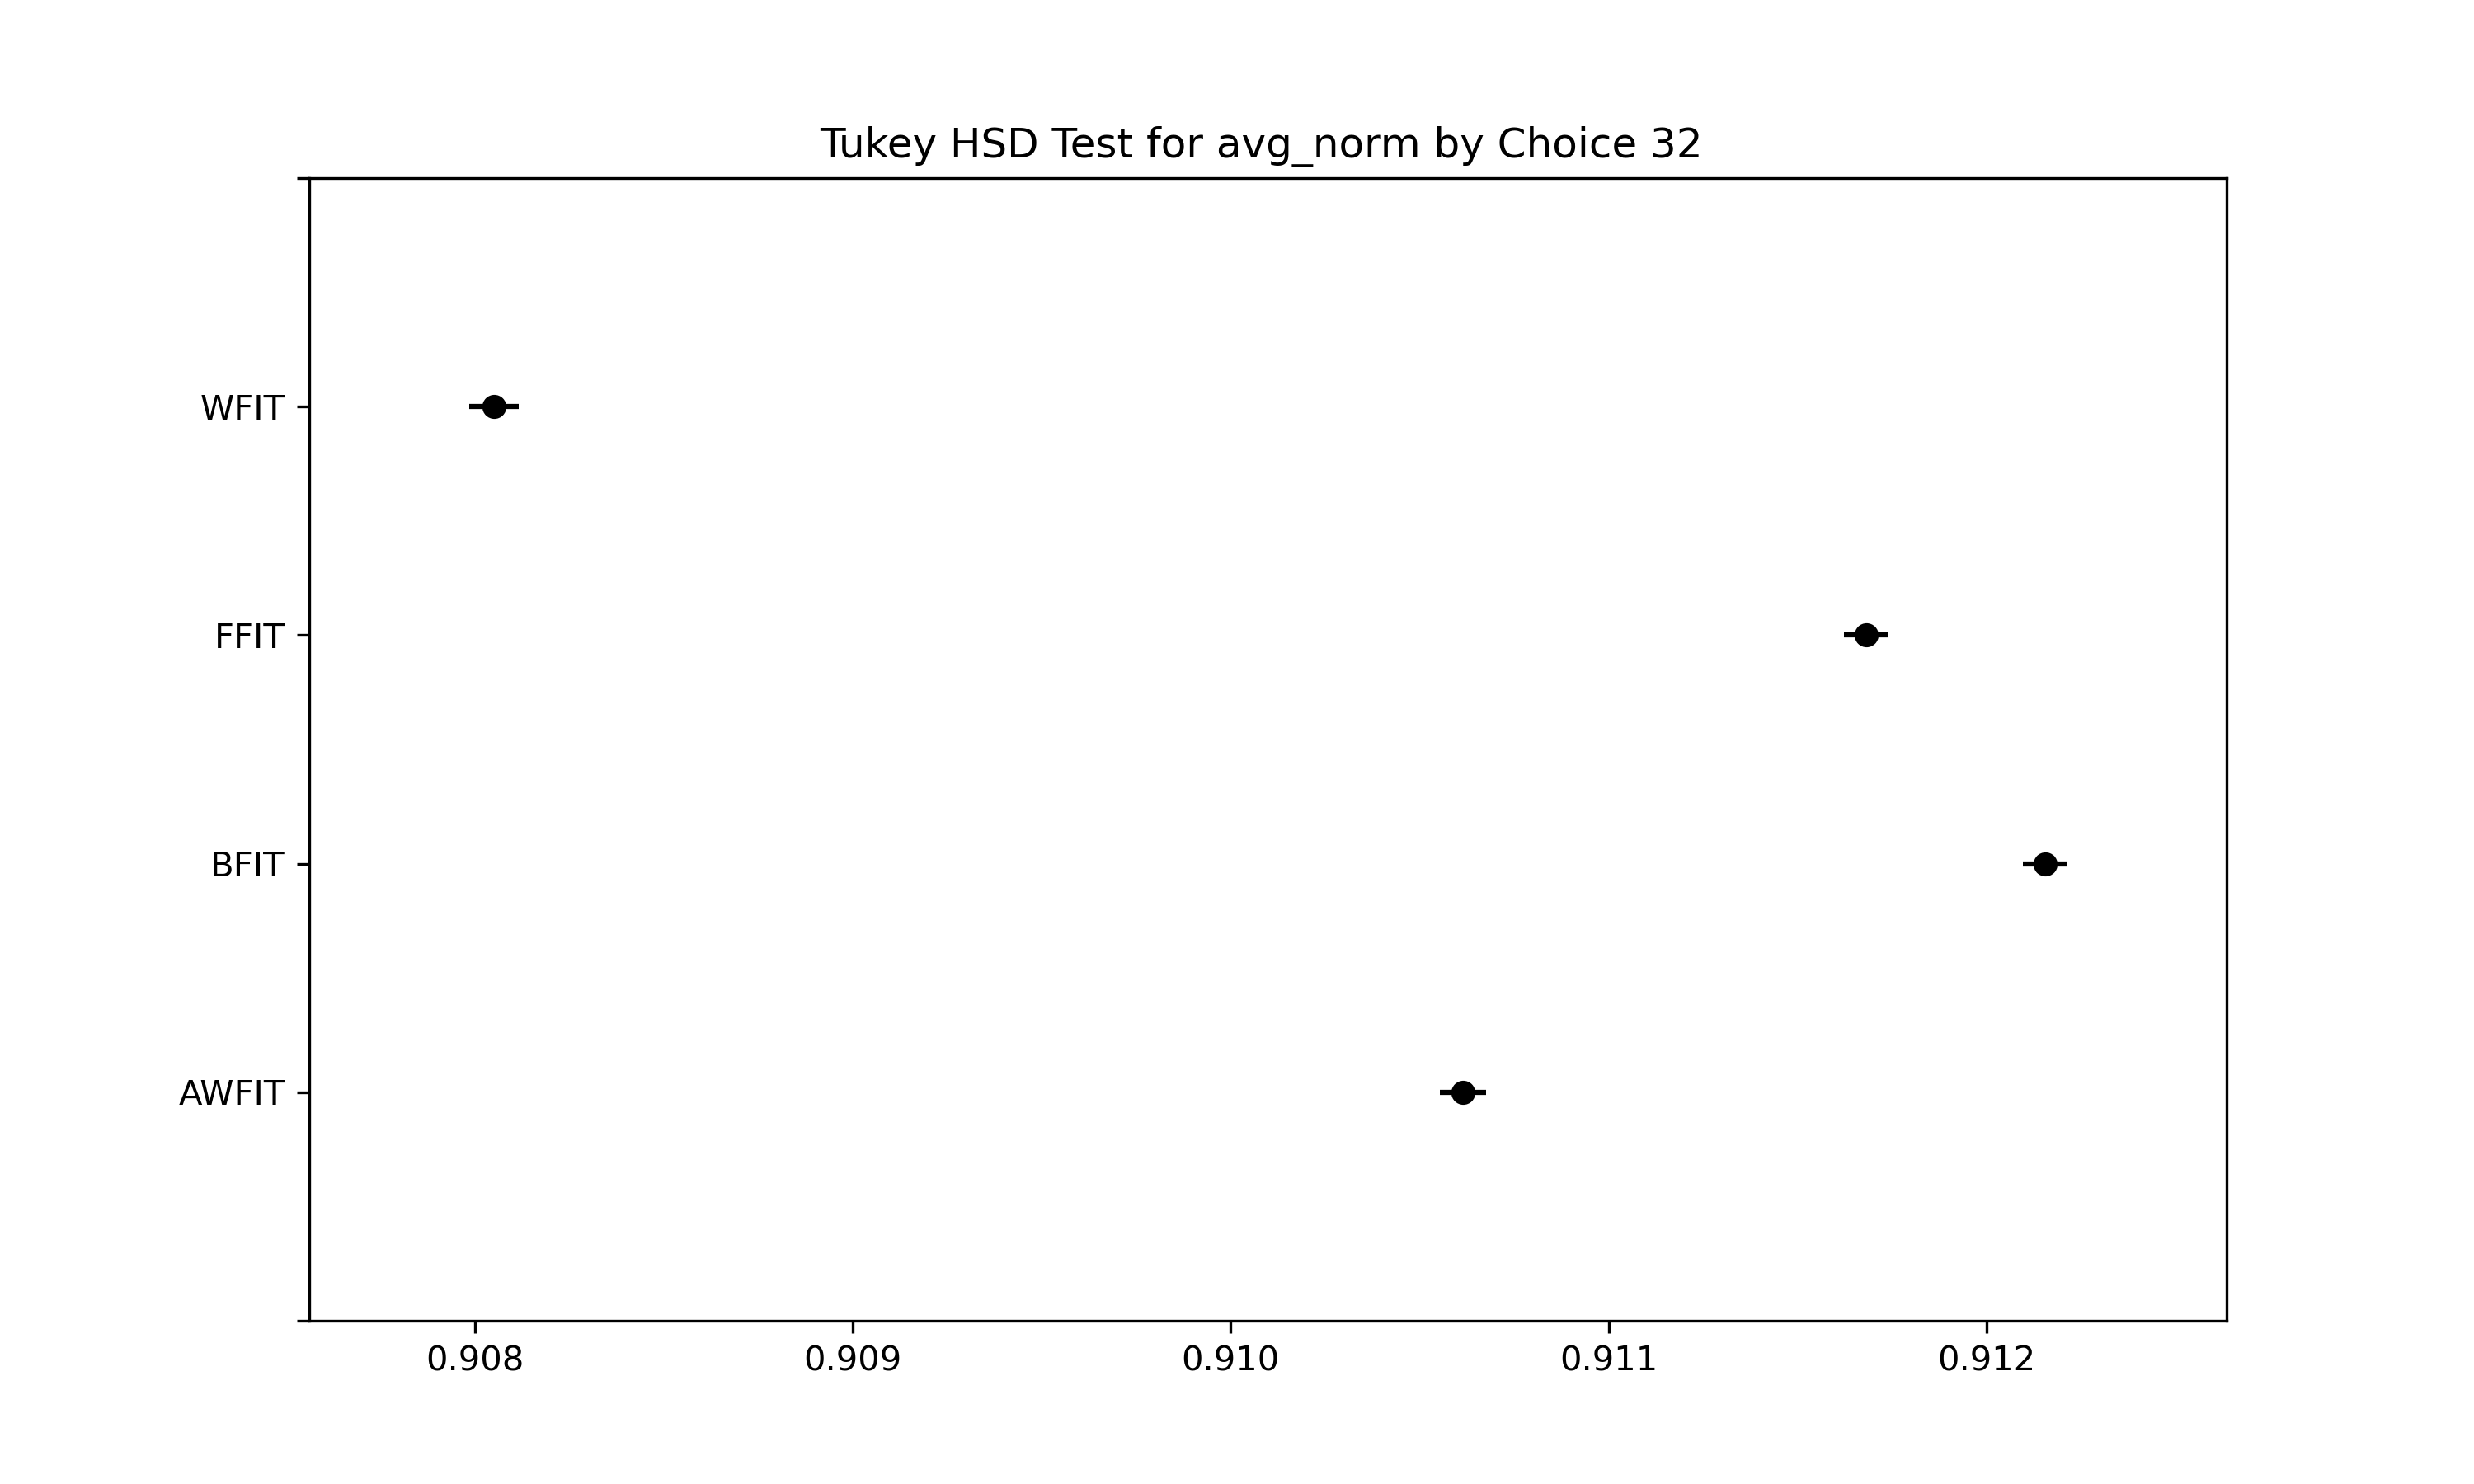 Tukey HSD Test for avg_norm by Choice 32
WFIT
FFIT
BFIT
AWFIT
0.908 0.909 0.910 0.911 0.912